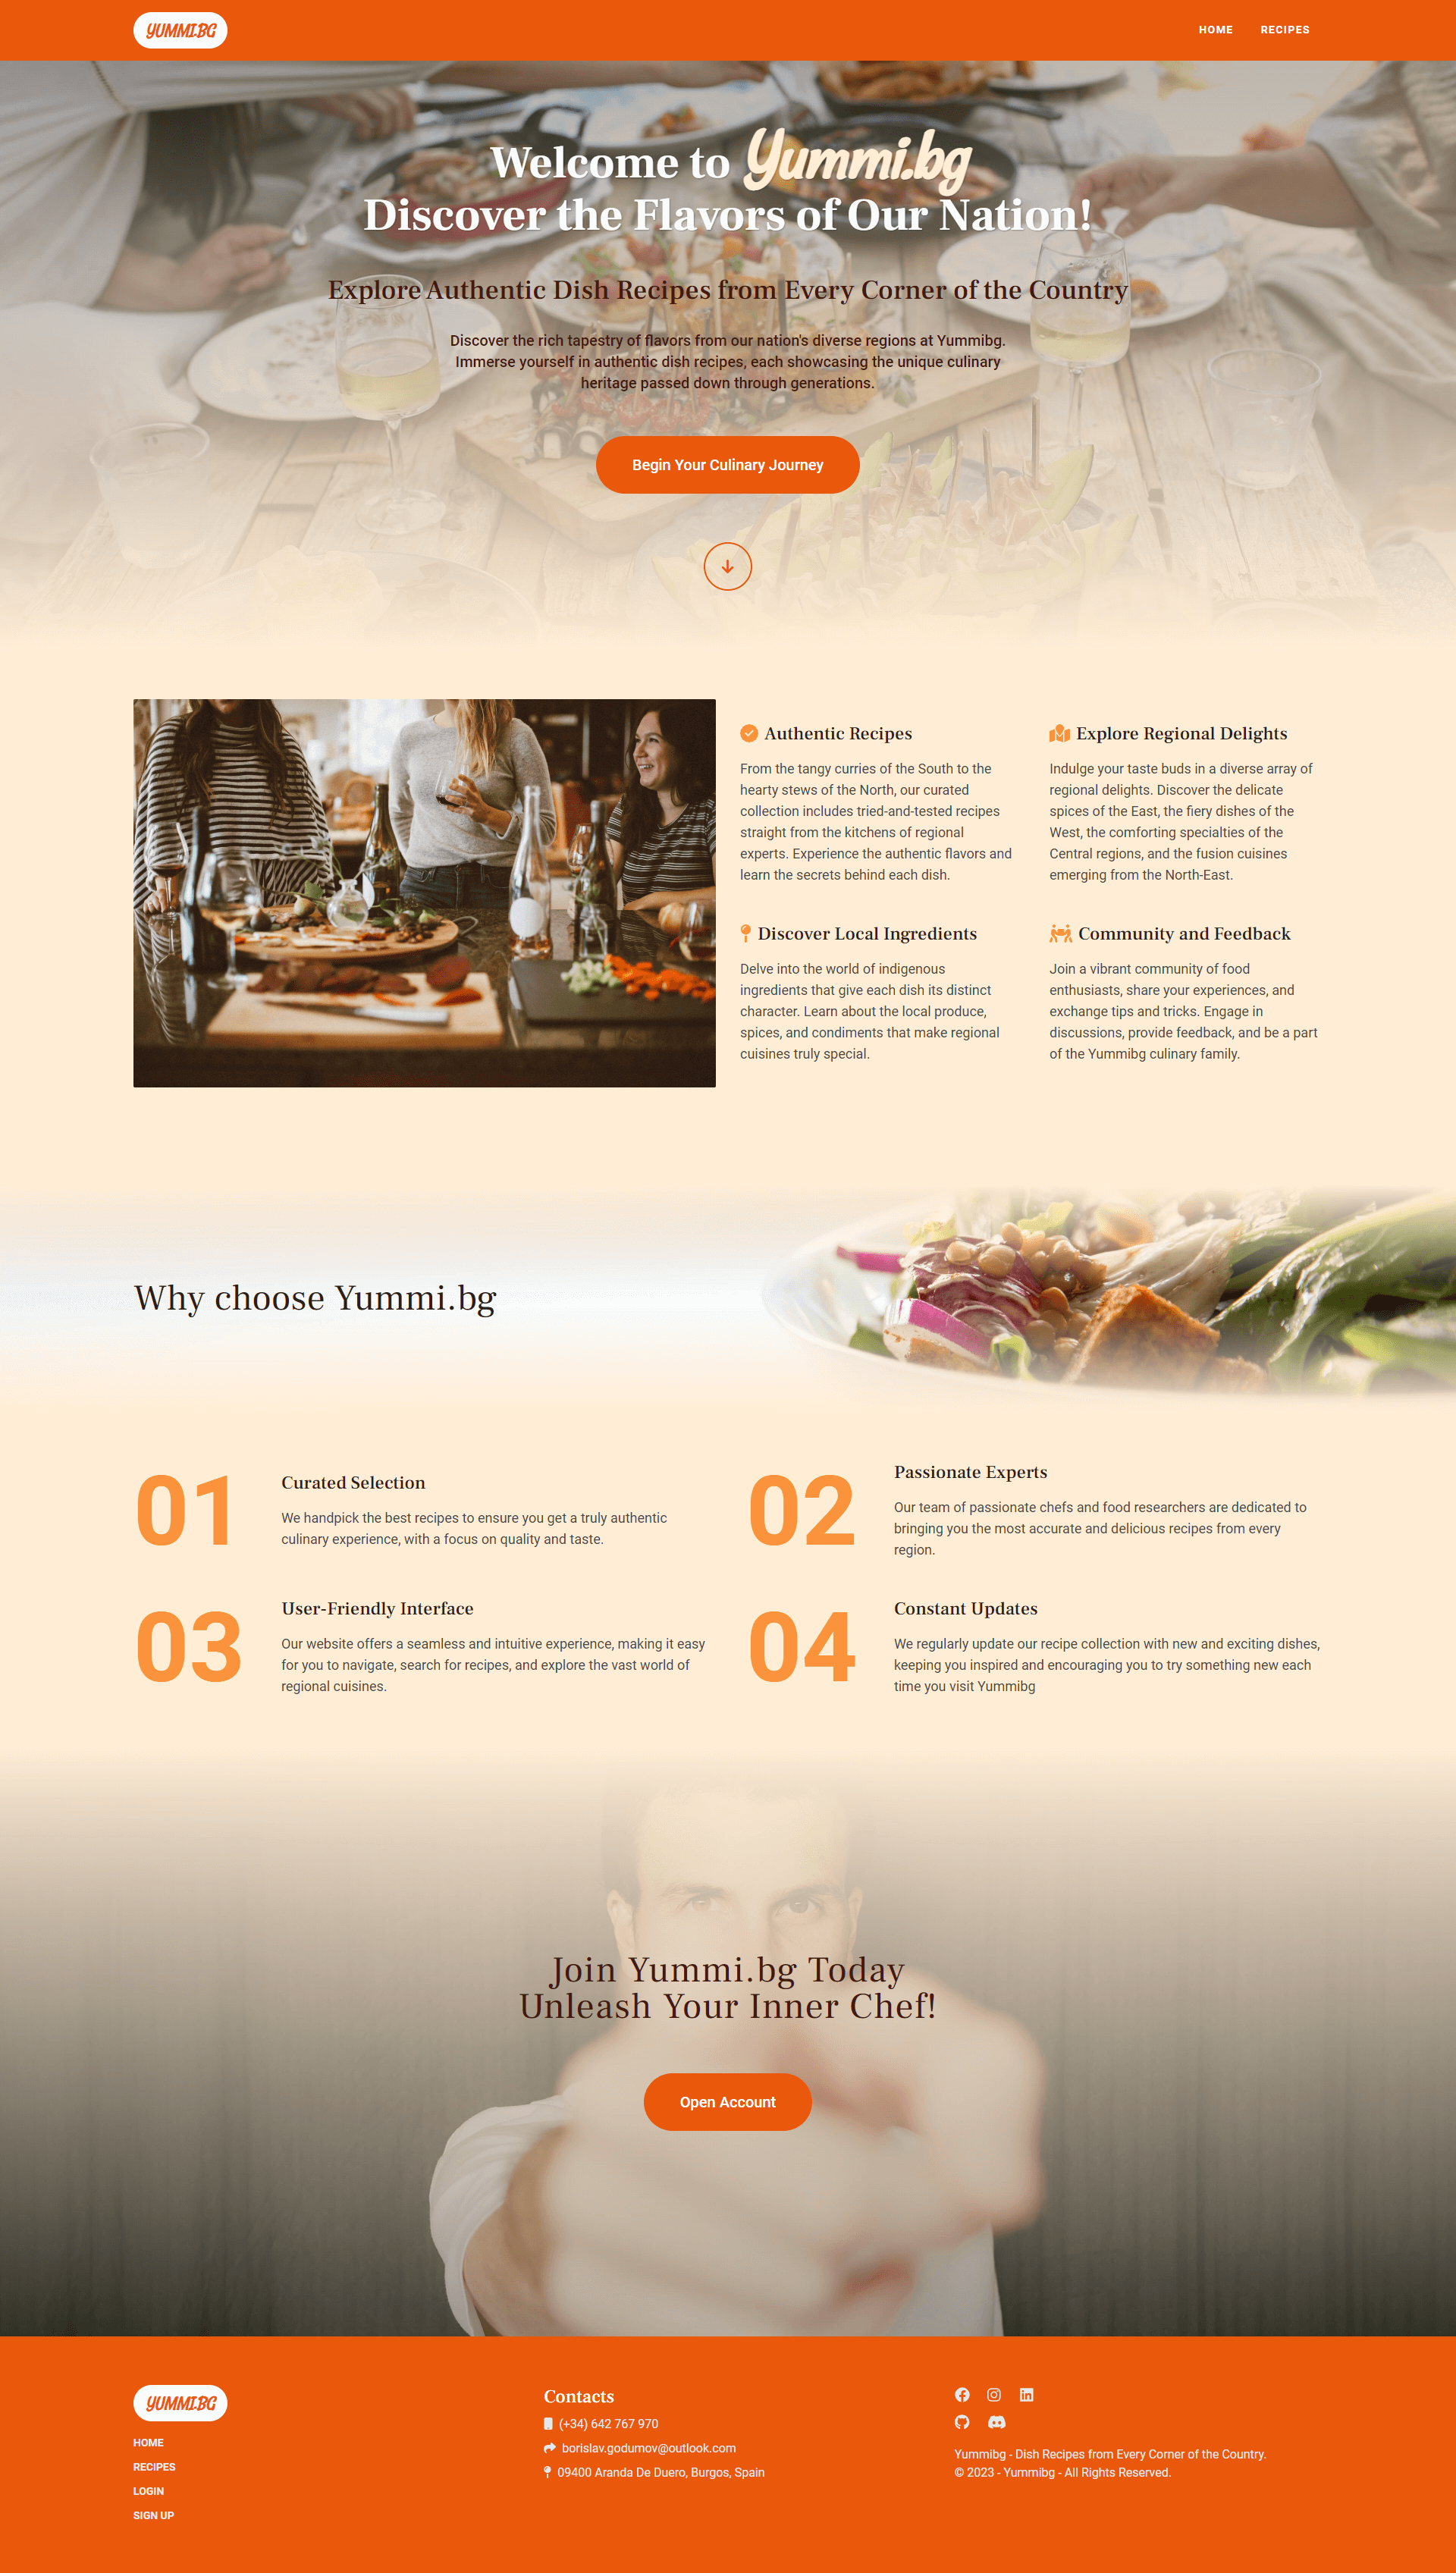 YUMMI.BG
HOME
RECIPES
Welcome to Yummi.bg
Discover the Flavors of Our Nation!
Explore Authentic Dish Recipes from Every Corner of the Country
Discover the rich tapestry of flavors from our nation's diverse regions at Yummibg.
Immerse yourself in authentic dish recipes, each showcasing the unique culinary
heritage passed down through generations.
Begin Your Culinary Journey
Authentic Recipes
From the tangy curries of the South to the
hearty stews of the North, our curated
collection includes tried-and-tested recipes
straight from the kitchens of regional
experts. Experience the authentic flavors and
learn the secrets behind each dish.
Explore Regional Delights
Indulge your taste buds in a diverse array of
regional delights. Discover the delicate
spices of the East, the fiery dishes of the
West, the comforting specialties of the
Central regions, and the fusion cuisines
emerging from the North-East.
Discover Local Ingredients
Delve into the world of indigenous
ingredients that give each dish its distinct
character. Learn about the local produce,
spices, and condiments that make regional
cuisines truly special.
Community and Feedback
Join a vibrant community of food
enthusiasts, share your experiences, and
exchange tips and tricks. Engage in
discussions, provide feedback, and be a part
of the Yummibg culinary family.
Why choose Yummi.bg
01
Curated Selection
We handpick the best recipes to ensure you get a truly authentic
culinary experience, with a focus on quality and taste.
02
Passionate Experts
Our team of passionate chefs and food researchers are dedicated to
bringing you the most accurate and delicious recipes from every
region.
03
User-Friendly Interface
Our website offers a seamless and intuitive experience, making it easy
for you to navigate, search for recipes, and explore the vast world of
regional cuisines.
04
Constant Updates
We regularly update our recipe collection with new and exciting dishes,
keeping you inspired and encouraging you to try something new each
time you visit Yummibg
Join Yummi.bg Today
Unleash Your Inner Chef!
Open Account
YUMMI.BG
HOME
RECIPES
LOGIN
SIGN UP
Contacts
(+34) 642 767 970
borislav.godumov@outlook.com
09400 Aranda De Duero, Burgos, Spain
Yummibg - Dish Recipes from Every Corner of the Country.
© 2023 - Yummibg - All Rights Reserved.